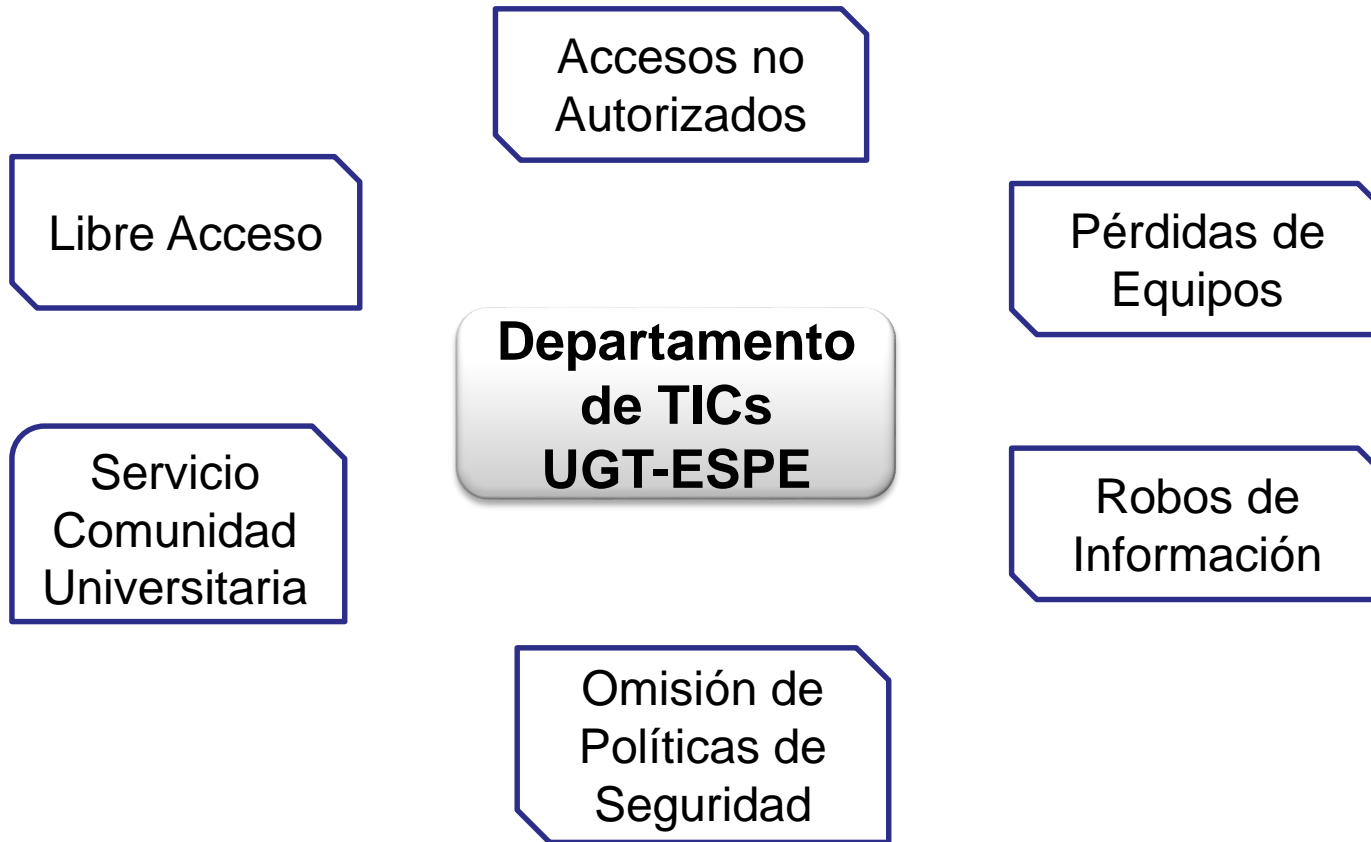 Accesos no
Autorizados
Libre Acceso
Pérdidas de
Equipos
Departamento
de TICs
UGT-ESPE
Servicio
Comunidad
Universitaria
Robos de
Información
Omisión de
Políticas de
Seguridad